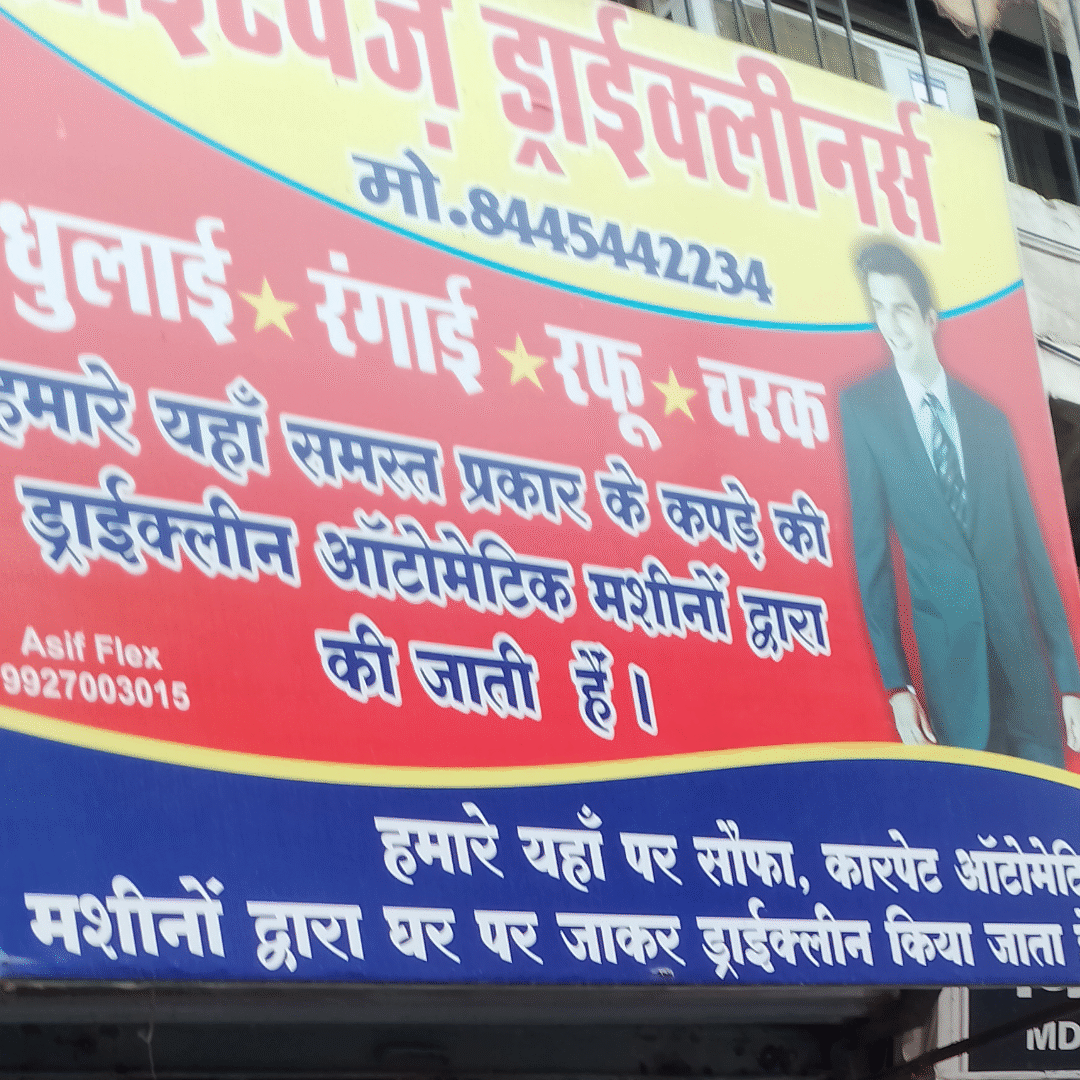 ड्राईक्लीनर्स
मो.8445442234
धुलाई ★ रंगाई ★ रफू ★ चरक
हमारे यहाँ समस्त प्रकार के कपड़े की
ड्राईक्लीन ऑटोमेटिक मशीनों द्वारा
की जाती हैं।
Asif Flex
9927003015
हमारे यहाँ पर सौफा, कारपेट
मशीनों द्वारा घर पर जाकर ड्राईक्लीन किया जाता
MD